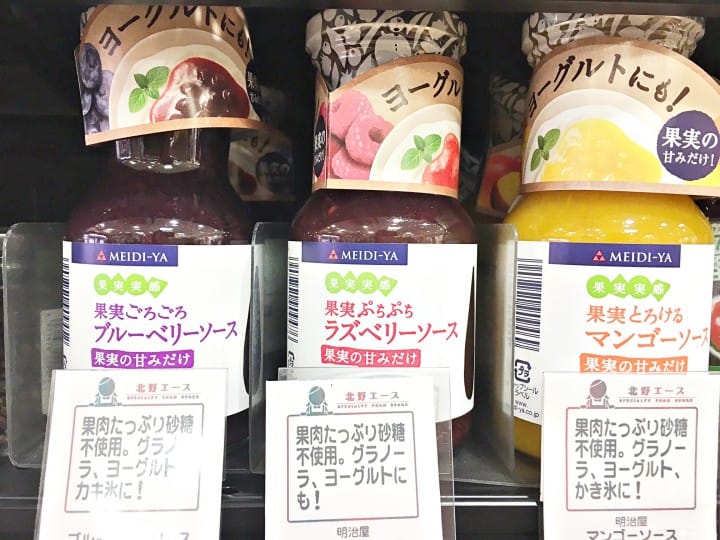 ヨーグルトにも!
MEIDI-YA
果実実感
果実ごろごろ
ブルーベリーソース
果実の甘みだけ
北野エース
SPECIALTY FOOD STORE
果肉たっぷり砂糖
不使用。グラノー
ラ、ヨーグルト
カキ氷に!
ヨーグル
MEIDI-YA
果実実感
果実ぷちぷち
ラズベリーソース
果実の甘みだけ
北野エース
SPECIALTY FOOD STORE
果肉たっぷり砂糖
不使用。グラノー
ラ、ヨーグルトに
も!
明治屋
ヨーグルトにも!
果実の
甘みだけ!
MEIDI-YA
果実実感
果実とろける
マンゴーソース
果実の甘みだけ
プラ
北野エース
SPECIALTY FOOD STORE
果肉たっぷり砂糖
不使用。グラノー
ラ、ヨーグルト、
かき氷に!
明治屋
マンゴーソース